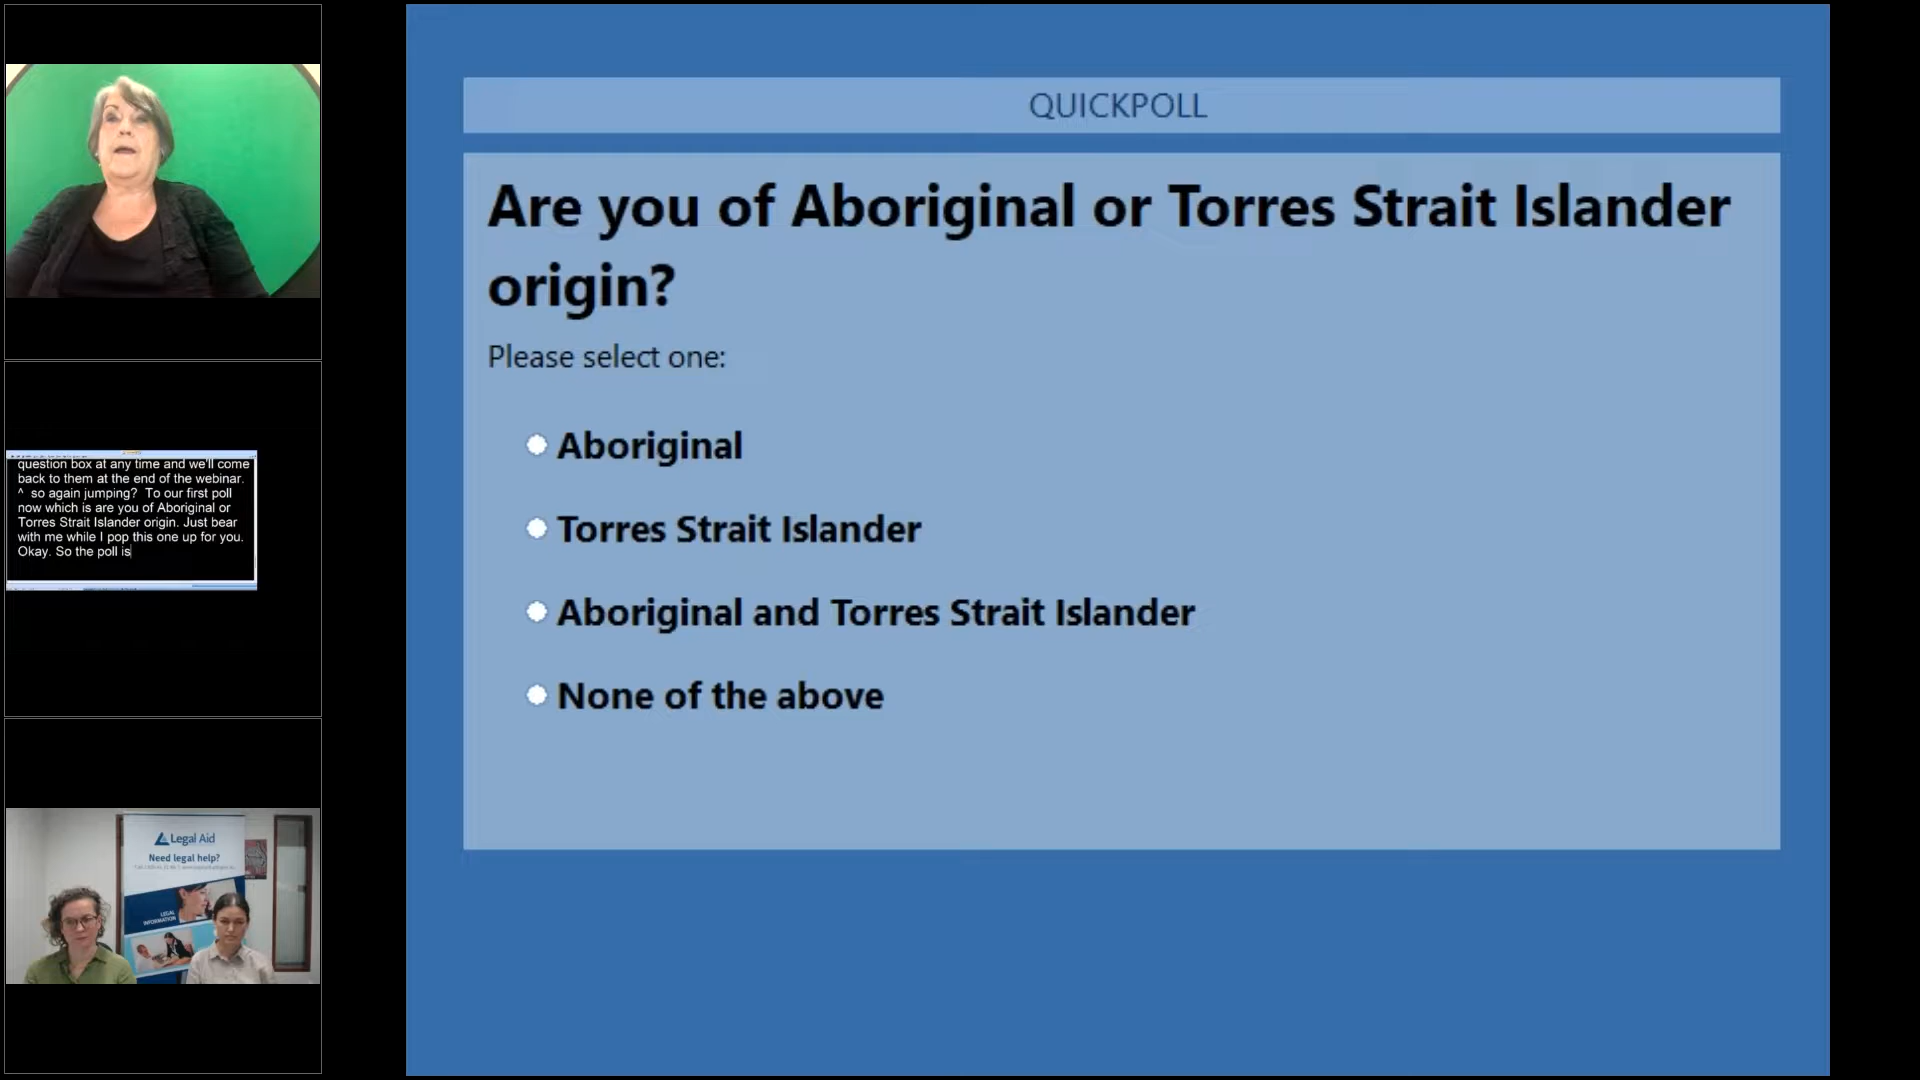 QUICKPOLL
Are you of Aboriginal or Torres Strait Islander
origin?
Please select one:
Aboriginal
Torres Strait Islander
Aboriginal and Torres Strait Islander
None of the above
question box at any time and we'll come
back to them at the end of the webinar.
^ so again jumping? To our first poll
now which is are you of Aboriginal or
Torres Strait Islander origin. Just bear
with me while I pop this one up for you.
Okay. So the poll is
Legal Aid
Need legal help?
LEGAL
INFORMATION